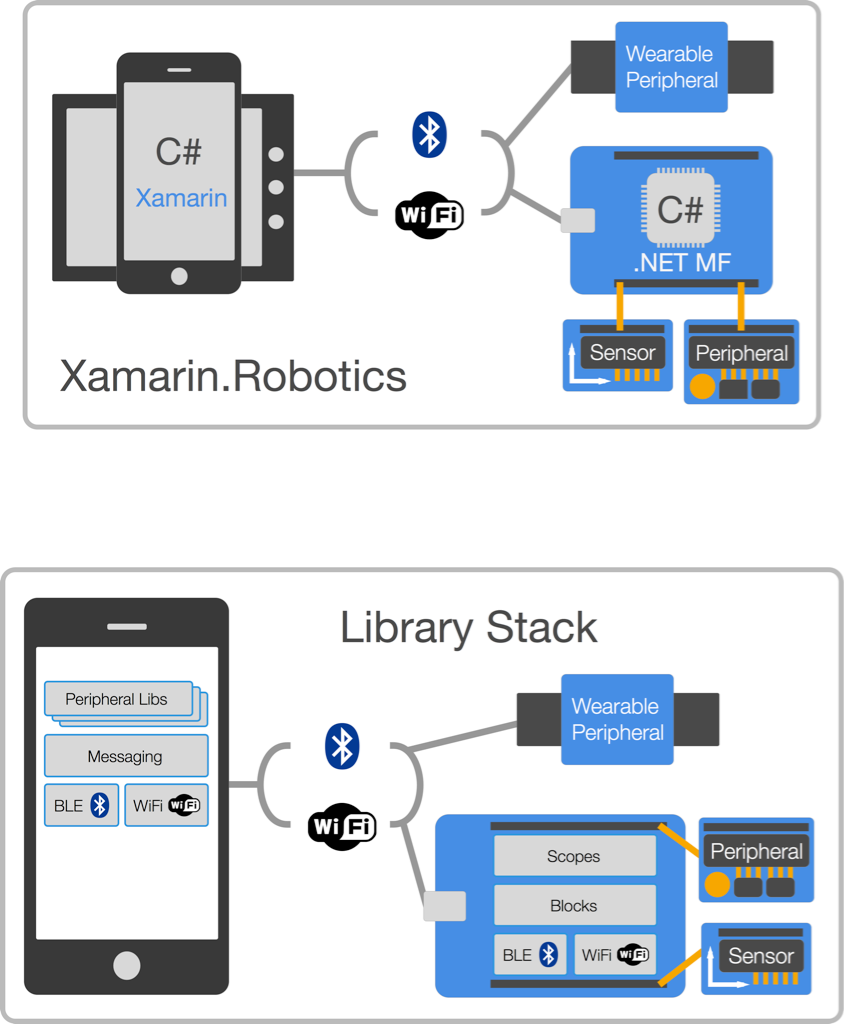 Wearable
Peripheral
C#
Xamarin
WiFi
C#
.NET MF
Sensor
Peripheral
Xamarin.Robotics
Library Stack
Peripheral Libs
Messaging
BLE
WiFi WiFi
WiFi
Wearable
Peripheral
Scopes
Blocks
BLE
WiFi WiFi
Peripheral
Sensor